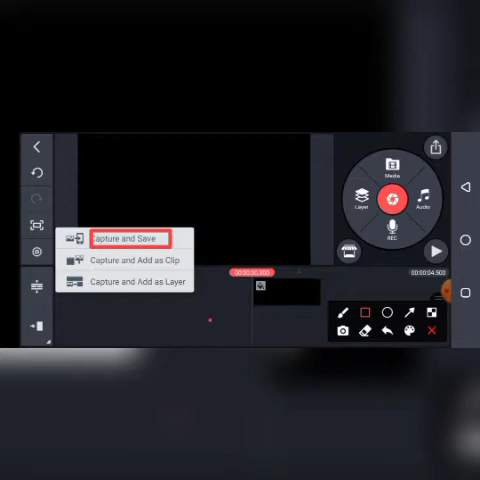 Media
Layer
Audio
REC
Capture and Save
Capture and Add as Clip
Capture and Add as Layer
00:00:00.800
00:00:04.500